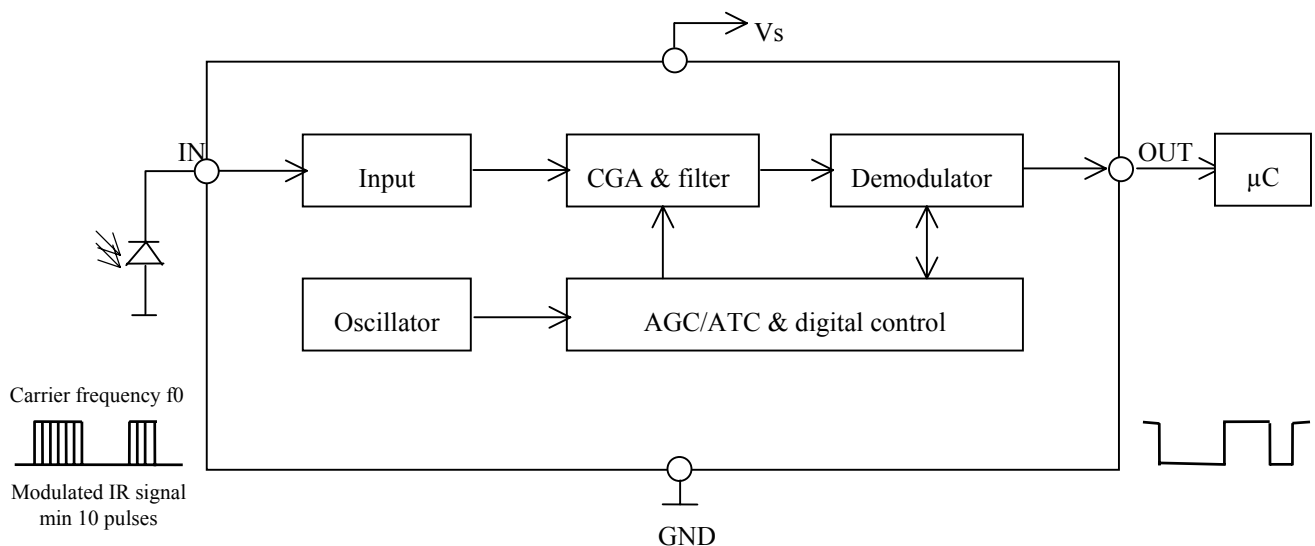 Vs
IN
OUT
Input
CGA & filter
Demodulator
µC
Oscillator
AGC/ATC & digital control
Carrier frequency f0
Modulated IR signal
min 10 pulses
GND